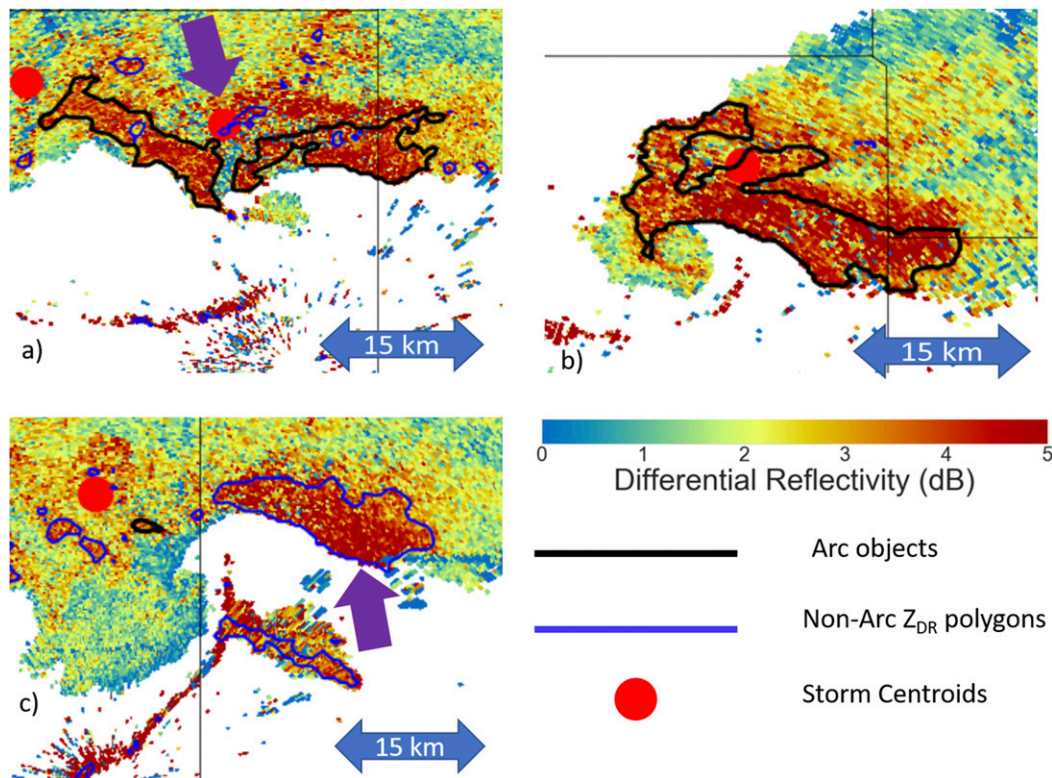 a)
15 km
b)
15 km
c)
15 km
0 1 2 3 4 5
Differential Reflectivity (dB)
Arc objects
Non-Arc ZDR polygons
Storm Centroids